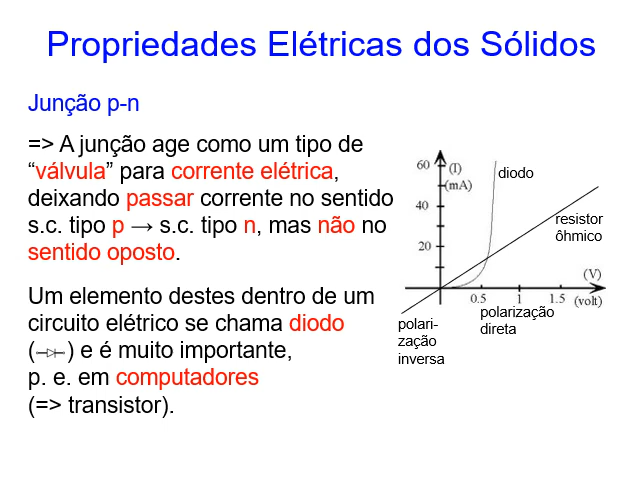 Propriedades Elétricas dos Sólidos
Junção p-n
=> A junção age como um tipo de
“válvula” para corrente elétrica,
deixando passar corrente no sentido
s.c. tipo p → s.c. tipo n, mas não no
sentido oposto.
Um elemento destes dentro de um
circuito elétrico se chama diodo
( ) e é muito importante,
p. e. em computadores
(=> transistor).
60
(I)
(mA)
40
20
diodo
resistor
ôhmico
(V)
0.5
1
1.5
(volt)
polarização
direta
polari-
zação
inversa